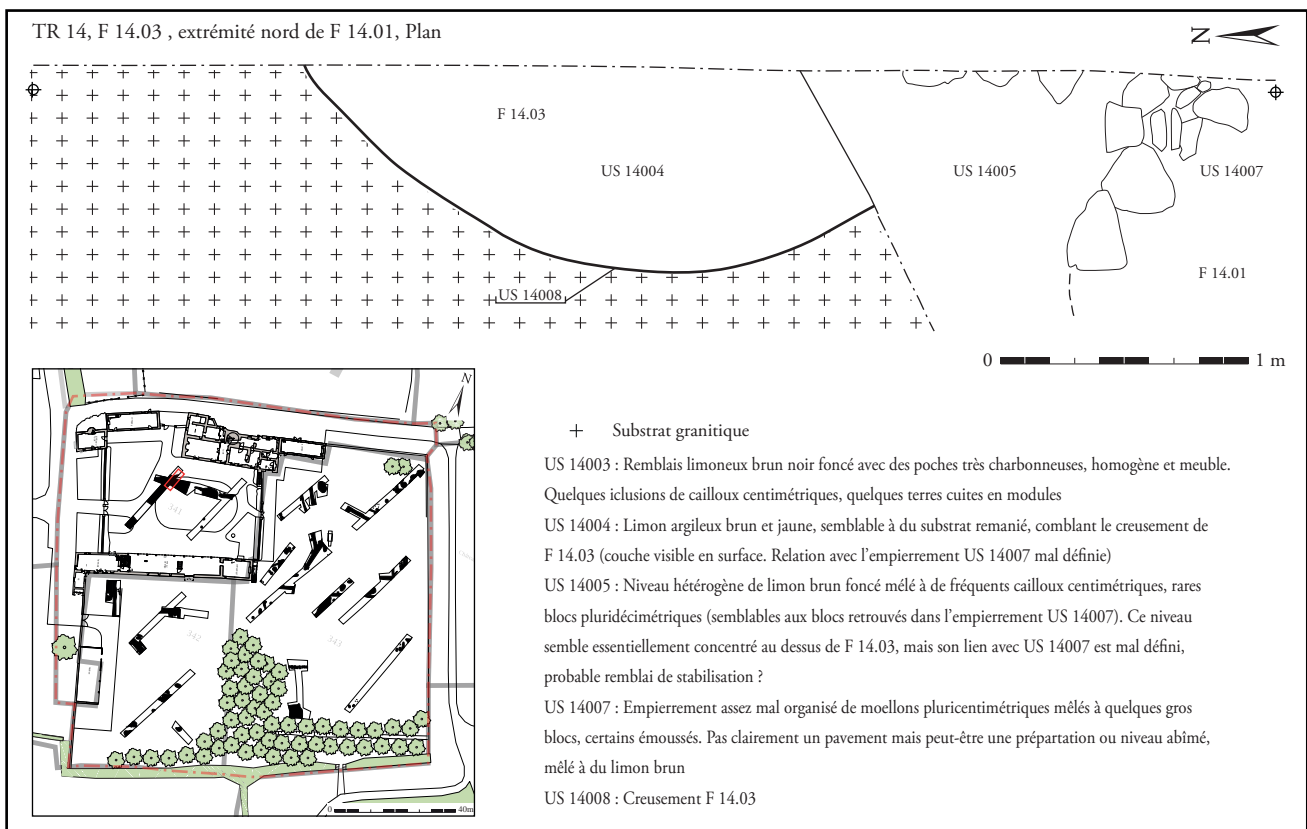 TR 14, F 14.03 , extrémité nord de F 14.01, Plan
N
F 14.03
US 14004
US 14005
US 14007
US 14008
F 14.01
0 1 m
N
341
342
343
0 40m
+ Substrat granitique
US 14003 : Remblais limoneux brun noir foncé avec des poches très charbonneuses, homogène et meuble.
Quelques iclusions de cailloux centimétriques, quelques terres cuites en modules
US 14004 : Limon argileux brun et jaune, semblable à du substrat remanié, comblant le creusement de
F 14.03 (couche visible en surface. Relation avec l’empierrement US 14007 mal définie)
US 14005 : Niveau hétérogène de limon brun foncé mêlé à de fréquents cailloux centimétriques, rares
blocs pluridécimétriques (semblables aux blocs retrouvés dans l’empierrement US 14007). Ce niveau
semble essentiellement concentré au dessus de F 14.03, mais son lien avec US 14007 est mal défini,
probable remblai de stabilisation ?
US 14007 : Empierrement assez mal organisé de moellons pluricentimétriques mêlés à quelques gros
blocs, certains émoussés. Pas clairement un pavement mais peut-être une prépartation ou niveau abîmé,
mêlé à du limon brun
US 14008 : Creusement F 14.03